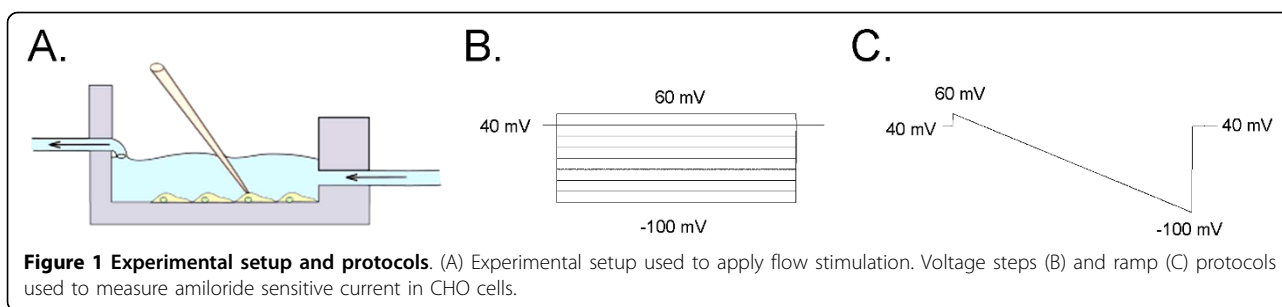 A.
B.
C.
60 mV
40 mV
-100 mV
60 mV
40 mV
40 mV
-100 mV
Figure 1 Experimental setup and protocols. (A) Experimental setup used to apply flow stimulation. Voltage steps (B) and ramp (C) protocols
used to measure amiloride sensitive current in CHO cells.